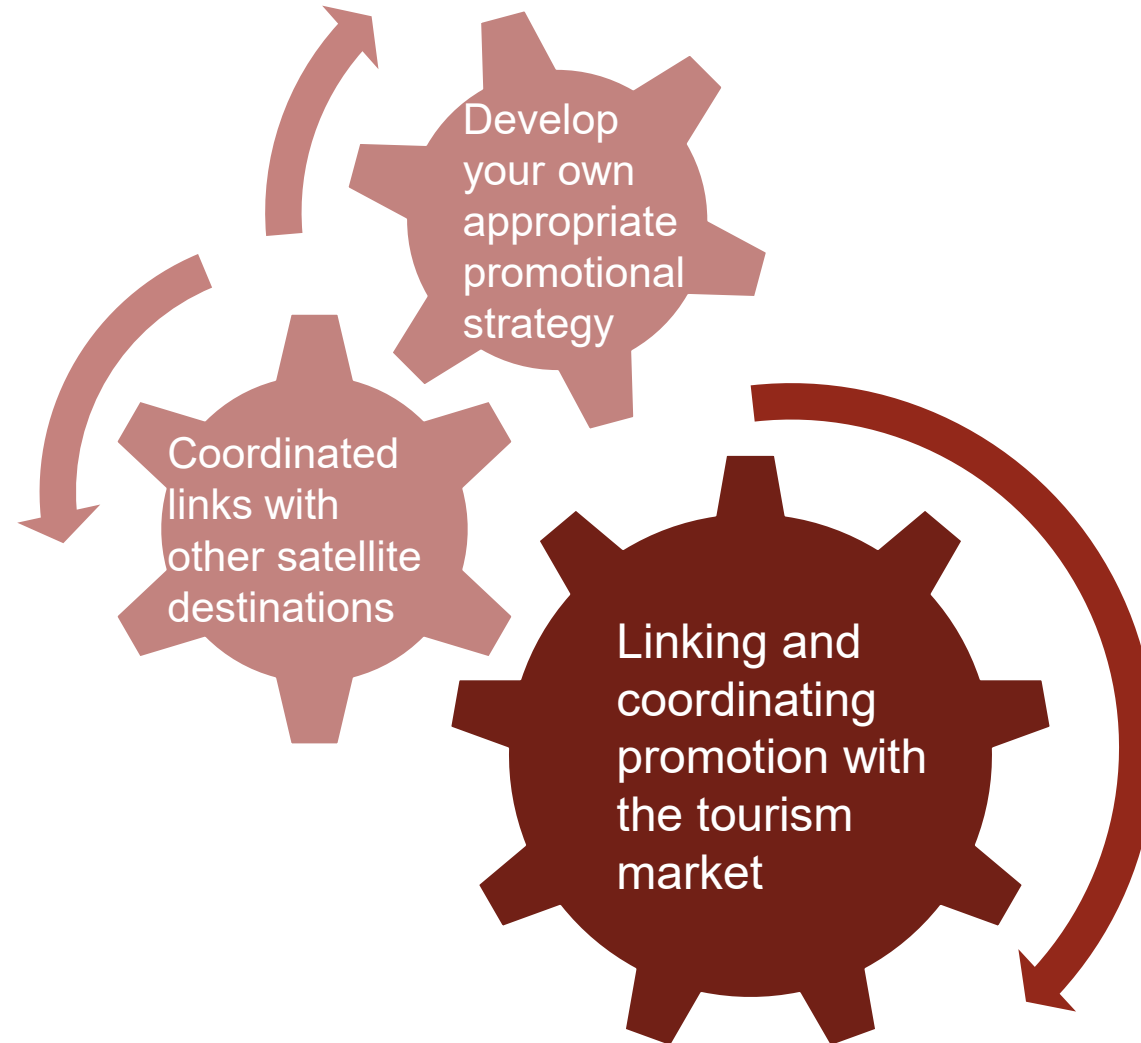 Develop
your own
appropriate
promotional
strategy
Coordinated
links with
other satellite
destinations
Linking and
coordinating
promotion with
the tourism
market